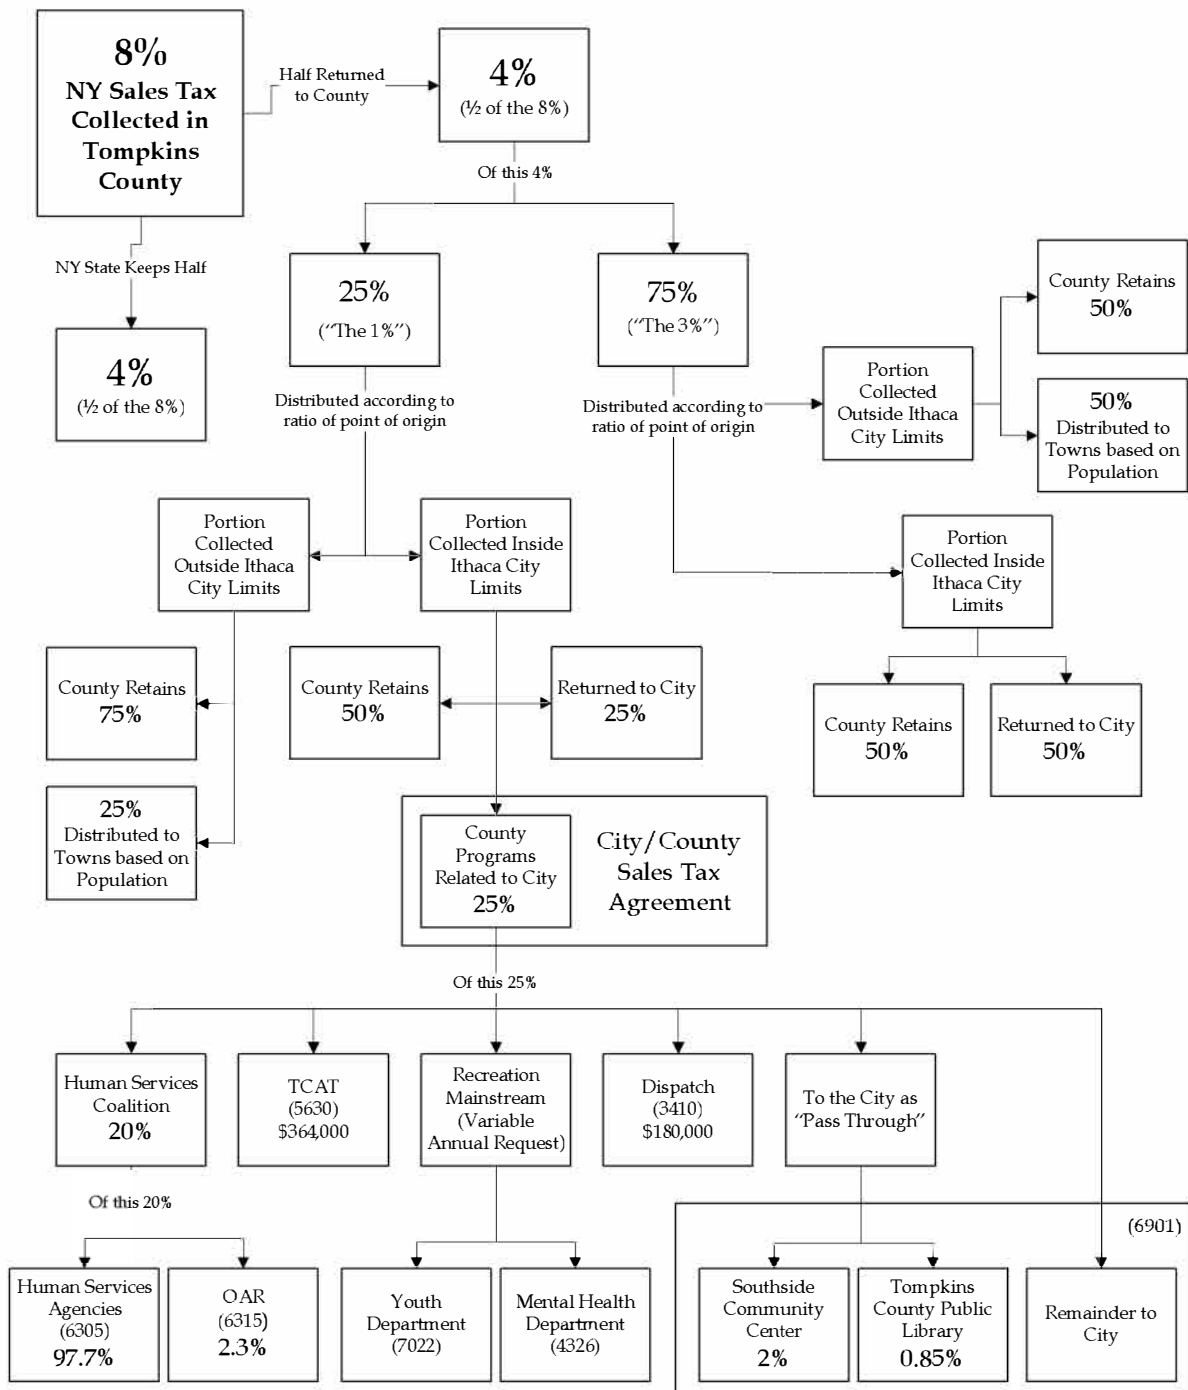 8%
NY Sales Tax
Collected in
Tompkins
County
Half Returned
to County
4%
(½ of the 8%)
Of this 4%
NY State Keeps Half
4%
(½ of the 8%)
25%
("The 1%")
75%
("The 3%")
Distributed according to
ratio of point of origin
Distributed according to
ratio of point of origin
Portion
Collected
Outside Ithaca
City Limits
County Retains
50%
50%
Distributed to
Towns based on
Population
Portion
Collected
Outside Ithaca
City Limits
Portion
Collected Inside
Ithaca City
Limits
Portion
Collected Inside
Ithaca City
Limits
County Retains
75%
County Retains
50%
Returned to City
25%
County Retains
50%
Returned to City
50%
25%
Distributed to
Towns based on
Population
County
Programs
Related to City
25%
City/County
Sales Tax
Agreement
Of this 25%
Human Services
Coalition
20%
TCAT
(5630)
$364,000
Recreation
Mainstream
(Variable
Annual Request)
Dispatch
(3410)
$180,000
To the City as
"Pass Through"
Of this 20%
(6901)
Human Services
Agencies
(6305)
97.7%
OAR
(6315)
2.3%
Youth
Department
(7022)
Mental Health
Department
(4326)
Southside
Community
Center
2%
Tompkins
County Public
Library
0.85%
Remainder to
City